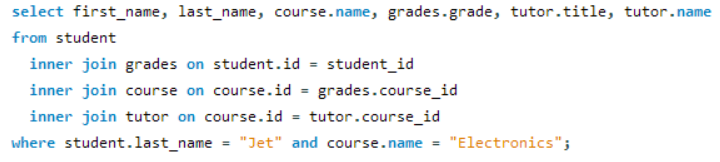 select first_name, last_name, course.name, grades.grade, tutor.title, tutor.name
from student
inner join grades on student.id = student_id
inner join course on course.id = grades.course_id
inner join tutor on course.id = tutor.course_id
where student.last_name = "Jet" and course.name = "Electronics";